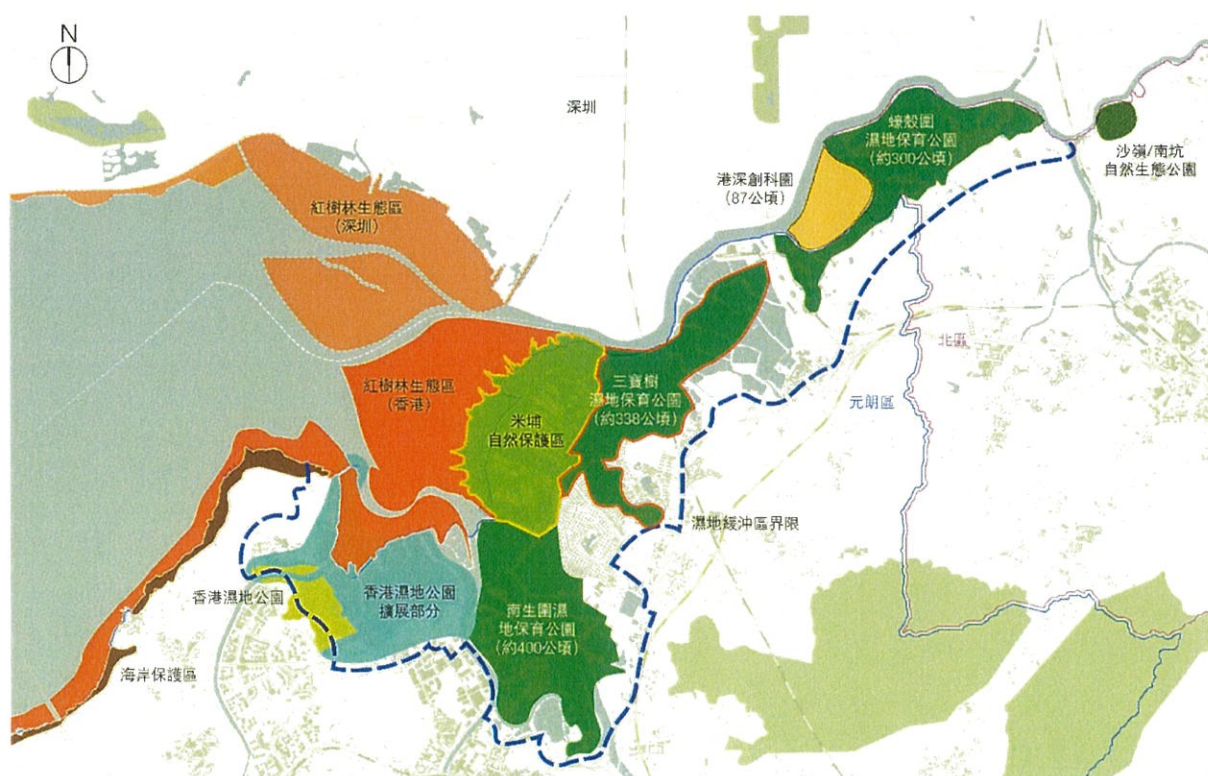 N
深圳
蠔殼圍
濕地保育公園
(約300公頃)
沙嶺/南坑
自然生態公園
港深創科園
(87公頃)
紅樹林生態區
(深圳)
北區
紅樹林生態區
(香港)
米埔
自然保護區
三寶樹
濕地保育公園
(約338公頃)
元朗區
濕地緩沖區界限
香港濕地公園
香港濕地公園
擴展部分
南生圍濕
地保育公園
(約400公頃)
海岸保護區